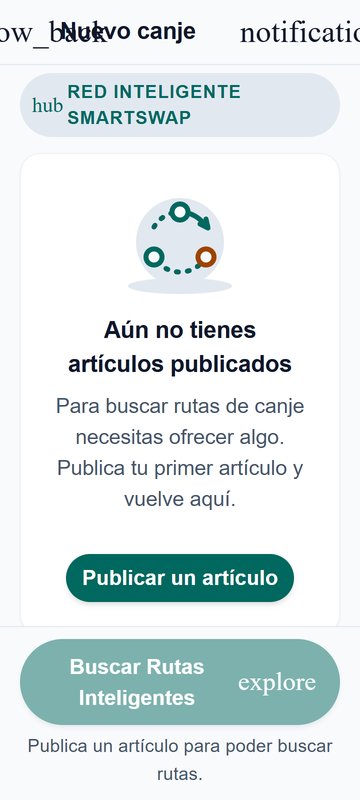 ow_back Nuevo canje notificatio
hub RED INTELIGENTE
SMARTSWAP
Aún no tienes
artículos publicados
Para buscar rutas de canje
necesitas ofrecer algo.
Publica tu primer artículo y
vuelve aquí.
Publicar un artículo
Buscar Rutas
Inteligentes explore
Publica un artículo para poder buscar
rutas.